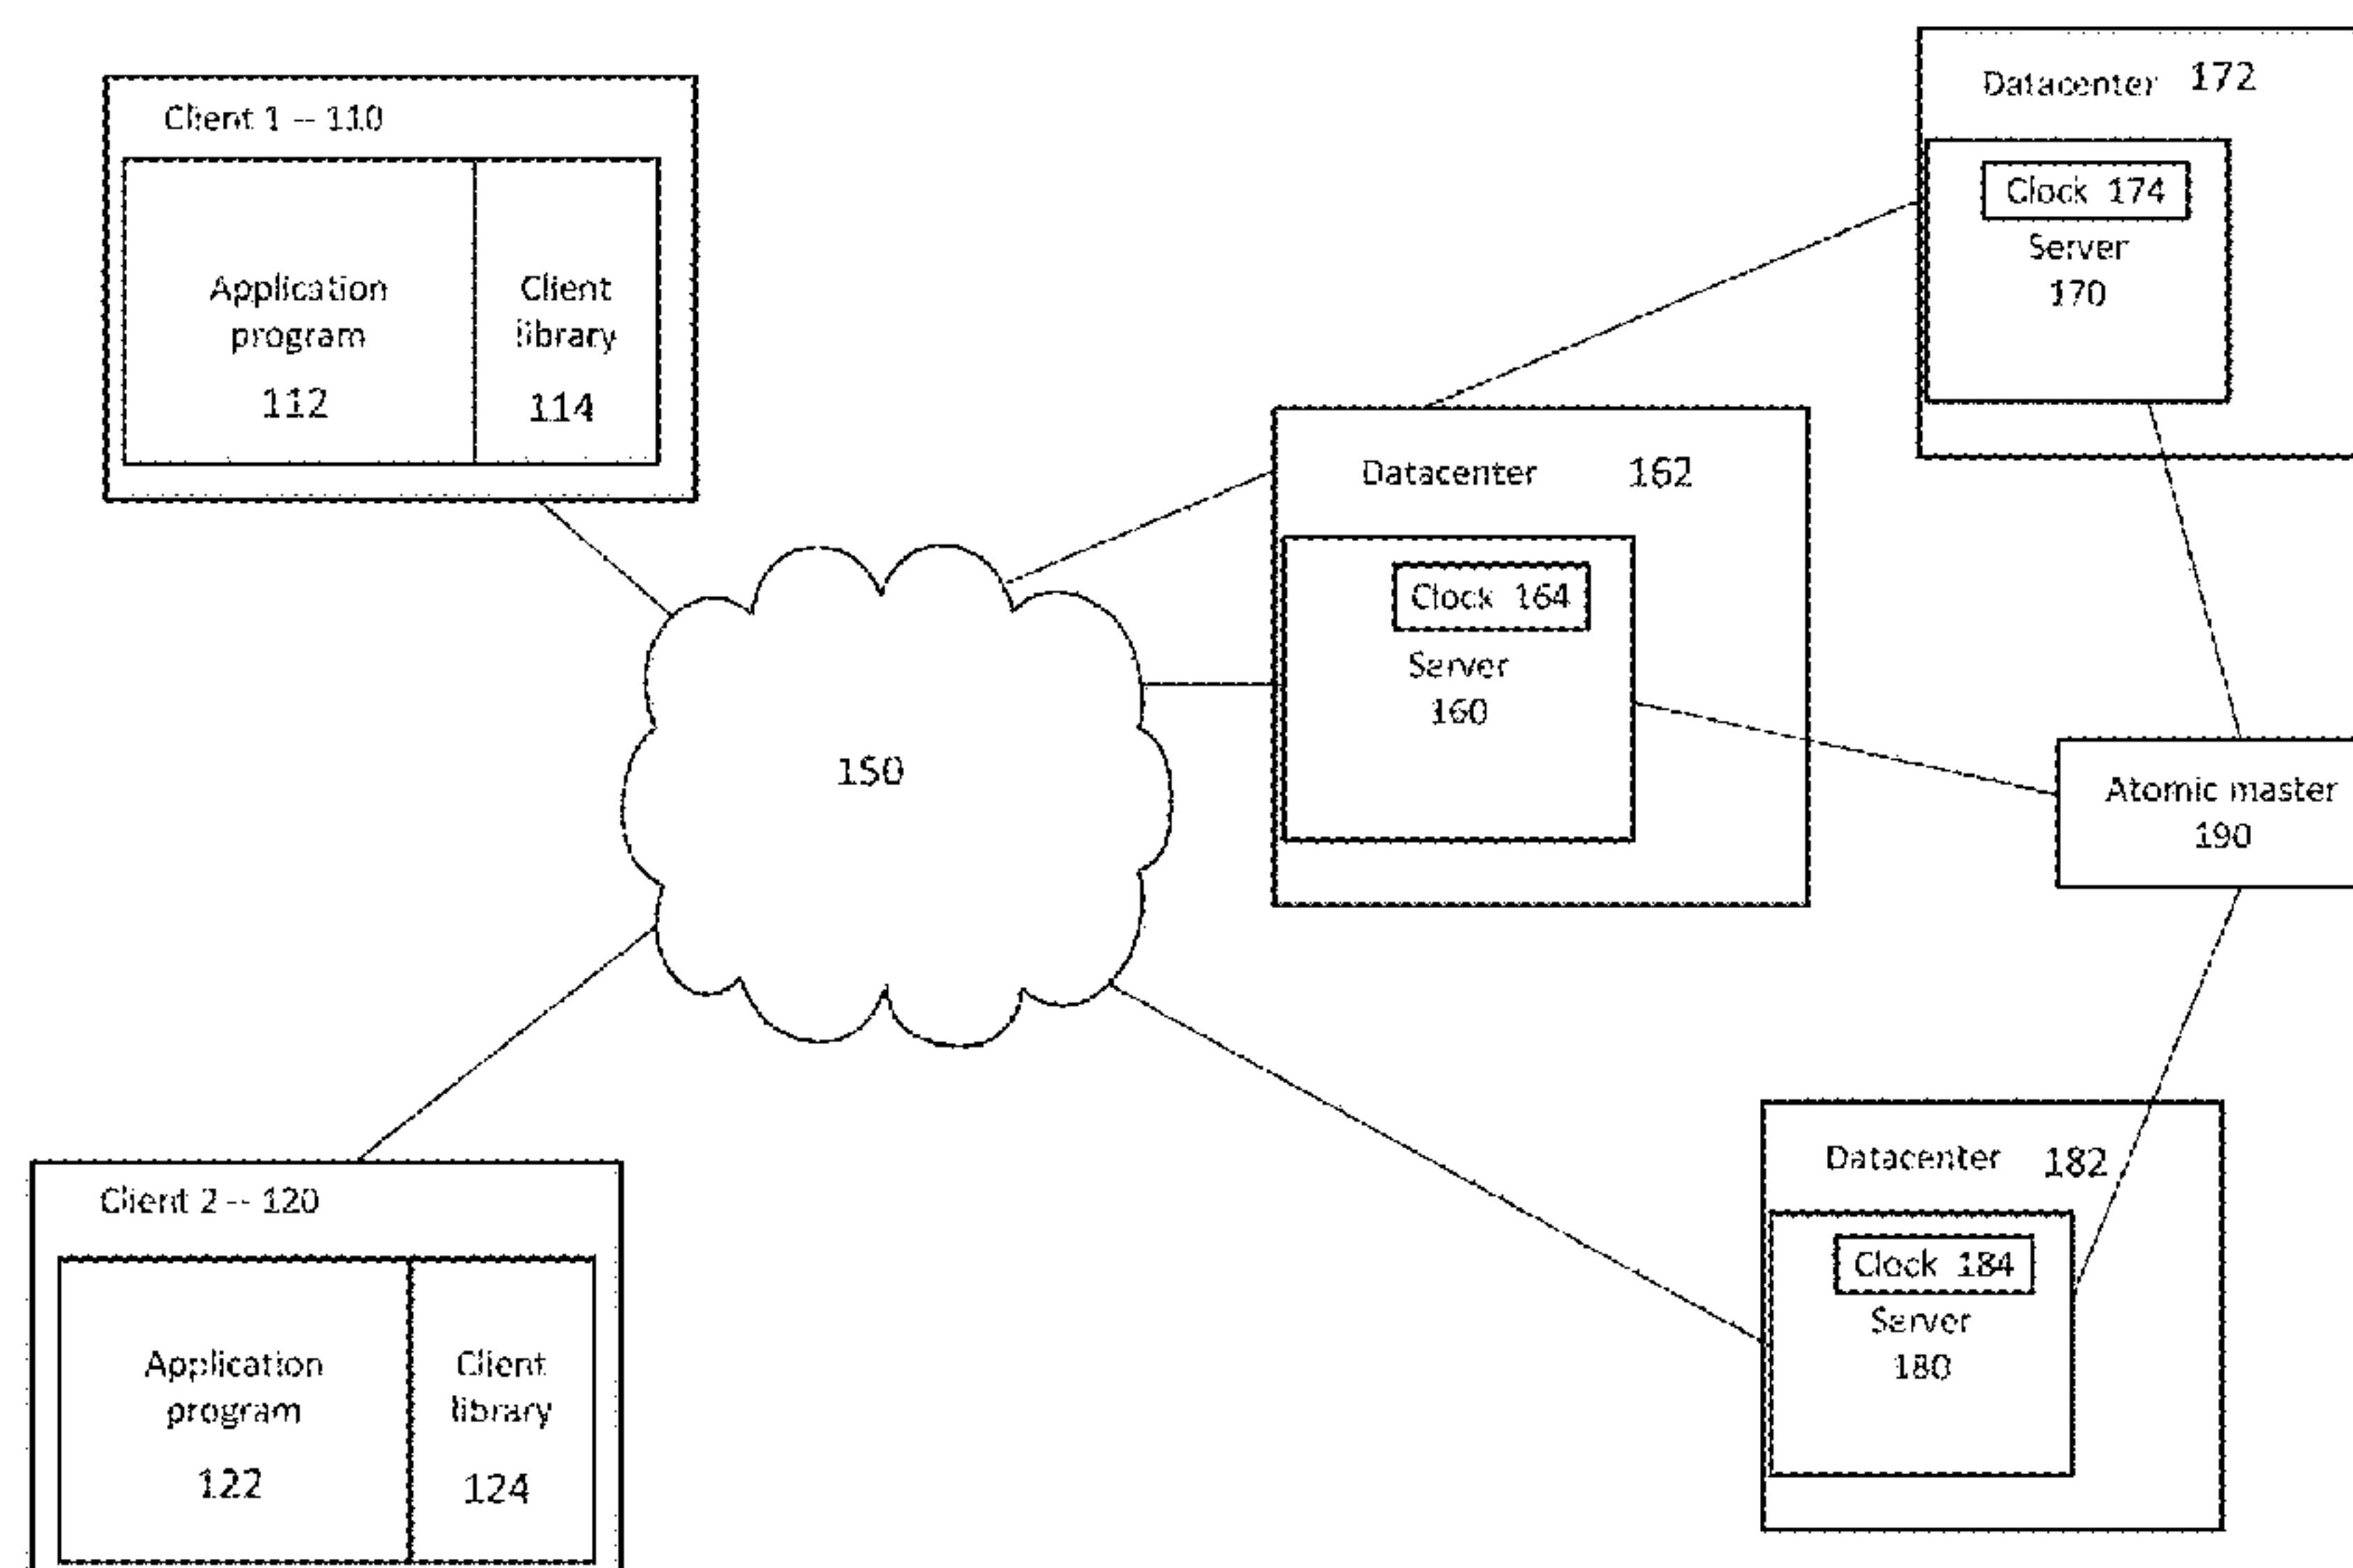 Client 1 -- 110
Application
program
112
Client
library
114
Datacenter 172
Clock 174
Server
170
Datacenter 162
Clock 164
Server
160
150
Atomic master
190
Client 2 -- 120
Application
program
122
Client
library
124
Datacenter 182
Clock 184
Server
180